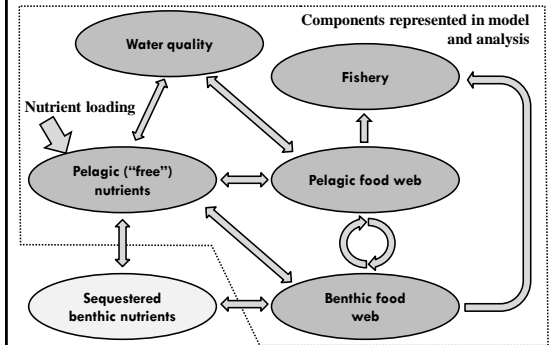 Components represented in model
and analysis
Water quality
Fishery
Nutrient loading
Pelagic (“free”)
nutrients
Pelagic food web
Sequestered
benthic nutrients
Benthic food
web